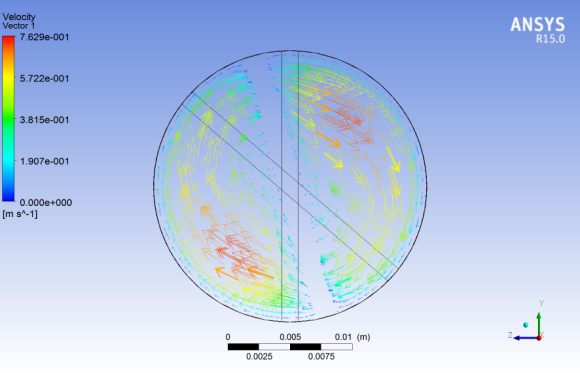 Velocity
Vector 1
7.629e-001
5.722e-001
3.815e-001
1.907e-001
0.000e+000
[m s^-1]
ANSYS
R15.0
0 0.005 0.01 (m)
0.0025 0.0075
Y
Z